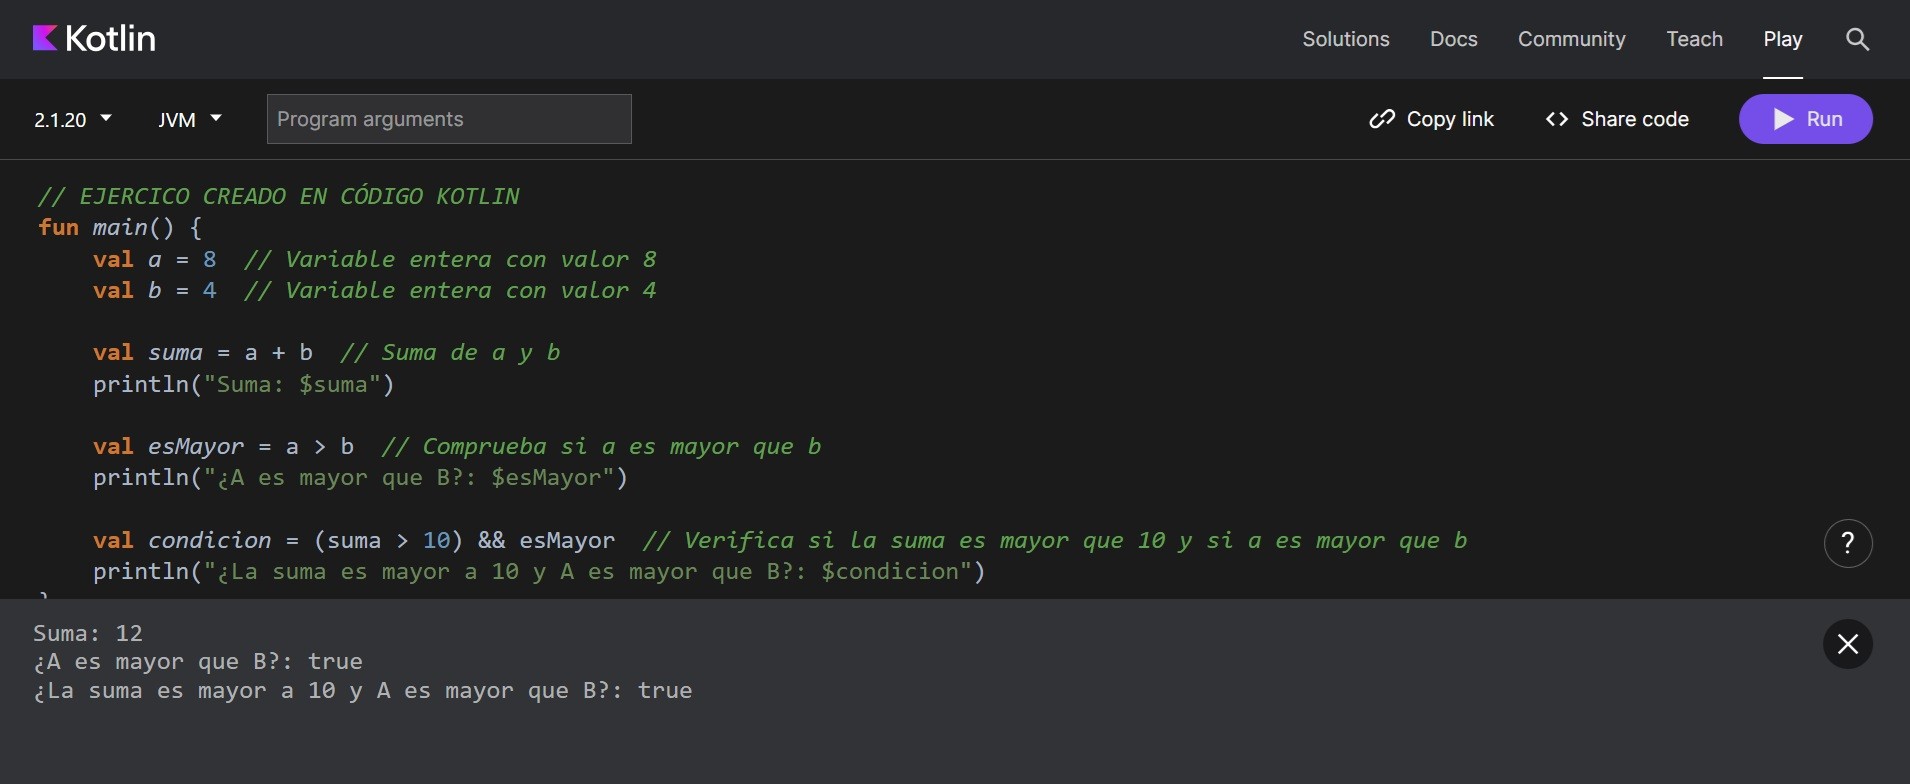 Kotlin
Solutions Docs Community Teach Play
2.1.20 JVM Program arguments Copy link <> Share code Run
// EJERCICO CREADO EN CÓDIGO KOTLIN
fun main() {
    val a = 8  // Variable entera con valor 8
    val b = 4  // Variable entera con valor 4
    val suma = a + b  // Suma de a y b
    println("Suma: $suma")
    val esMayor = a > b  // Comprueba si a es mayor que b
    println("¿A es mayor que B?: $esMayor")
    val condicion = (suma > 10) && esMayor  // Verifica si la suma es mayor que 10 y si a es mayor que b
    println("¿La suma es mayor a 10 y A es mayor que B?: $condicion")
?
Suma: 12
¿A es mayor que B?: true
¿La suma es mayor a 10 y A es mayor que B?: true